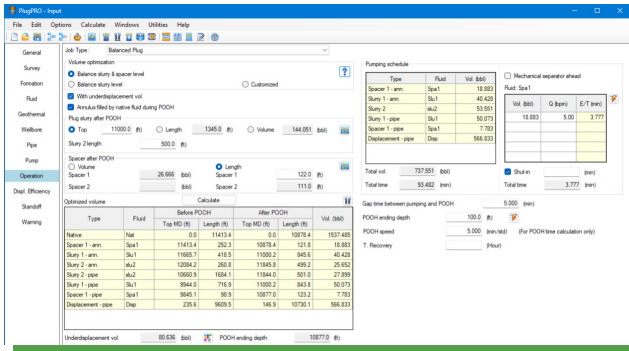 PlugPRO - Input
File Edit Options Calculate Windows Utilities Help
General
Survey
Formation
Fluid
Geothermal
Wellbore
Pipe
Pump
Operation
Displ. Efficiency
Standoff
Warning
Job Type: Balanced Plug
Volume optimization
Balance slurry & spacer level
Balance slurry level Customized
With underdisplacement vol.
Annulus filled by native fluid during POOH
Plug slurry after POOH
Top 11000.0 (ft) Length 1345.0 (ft) Volume 144.051 (bbl)
Slurry 2 length 500.0 (ft)
Spacer after POOH
Volume Length
Spacer 1 26.666 (bbl) Spacer 1 122.0 (ft)
Spacer 2 (bbl) Spacer 2 111.0 (ft)
Optimized volume Calculate
Type Fluid Before POOH After POOH Vol. (bbl)
Top MD (ft) Length (ft) Top MD (ft) Length (ft)
Native Nat 0.0 11413.4 0.0 10878.4 1537.485
Spacer 1 - ann. Spa1 11413.4 252.3 10878.4 121.8 18.883
Slurry 1 - ann. Slu1 11665.7 418.5 11000.2 845.6 40.428
Slurry 2 - ann. slu2 12084.2 260.8 11845.8 499.2 25.652
Slurry 2 - pipe slu2 10660.9 1684.1 11844.0 501.0 27.899
Slurry 1 - pipe Slu1 9944.0 716.9 11000.2 843.8 50.073
Spacer 1 - pipe Spa1 9845.1 98.9 10877.0 123.2 7.783
Displacement - pipe Disp 235.6 9609.5 146.9 10730.1 566.833
Underdisplacement vol. 80.636 (bbl) POOH ending depth 10877.0 (ft)
Pumping schedule
Type Fluid Vol. (bbl)
Spacer 1 - ann. Spa1 18.883
Slurry 1 - ann. Slu1 40.428
Slurry 2 slu2 53.551
Slurry 1 - pipe Slu1 50.073
Spacer 1 - pipe Spa1 7.783
Displacement - pipe Disp 566.833
Total vol. 737.551 (bbl)
Total time 93.482 (min)
Mechanical separator ahead
Fluid: Spa1
Vol. (bbl) Q (bpm) E/T (min)
18.883 5.00 3.777
Shut-in (min)
Total time 3.777 (min)
Gap time between pumping and POOH 5.000 (min)
POOH ending depth 100.0 (ft)
POOH speed 5.000 (min/std) (For POOH time calculation only)
T. Recovery (Hour)